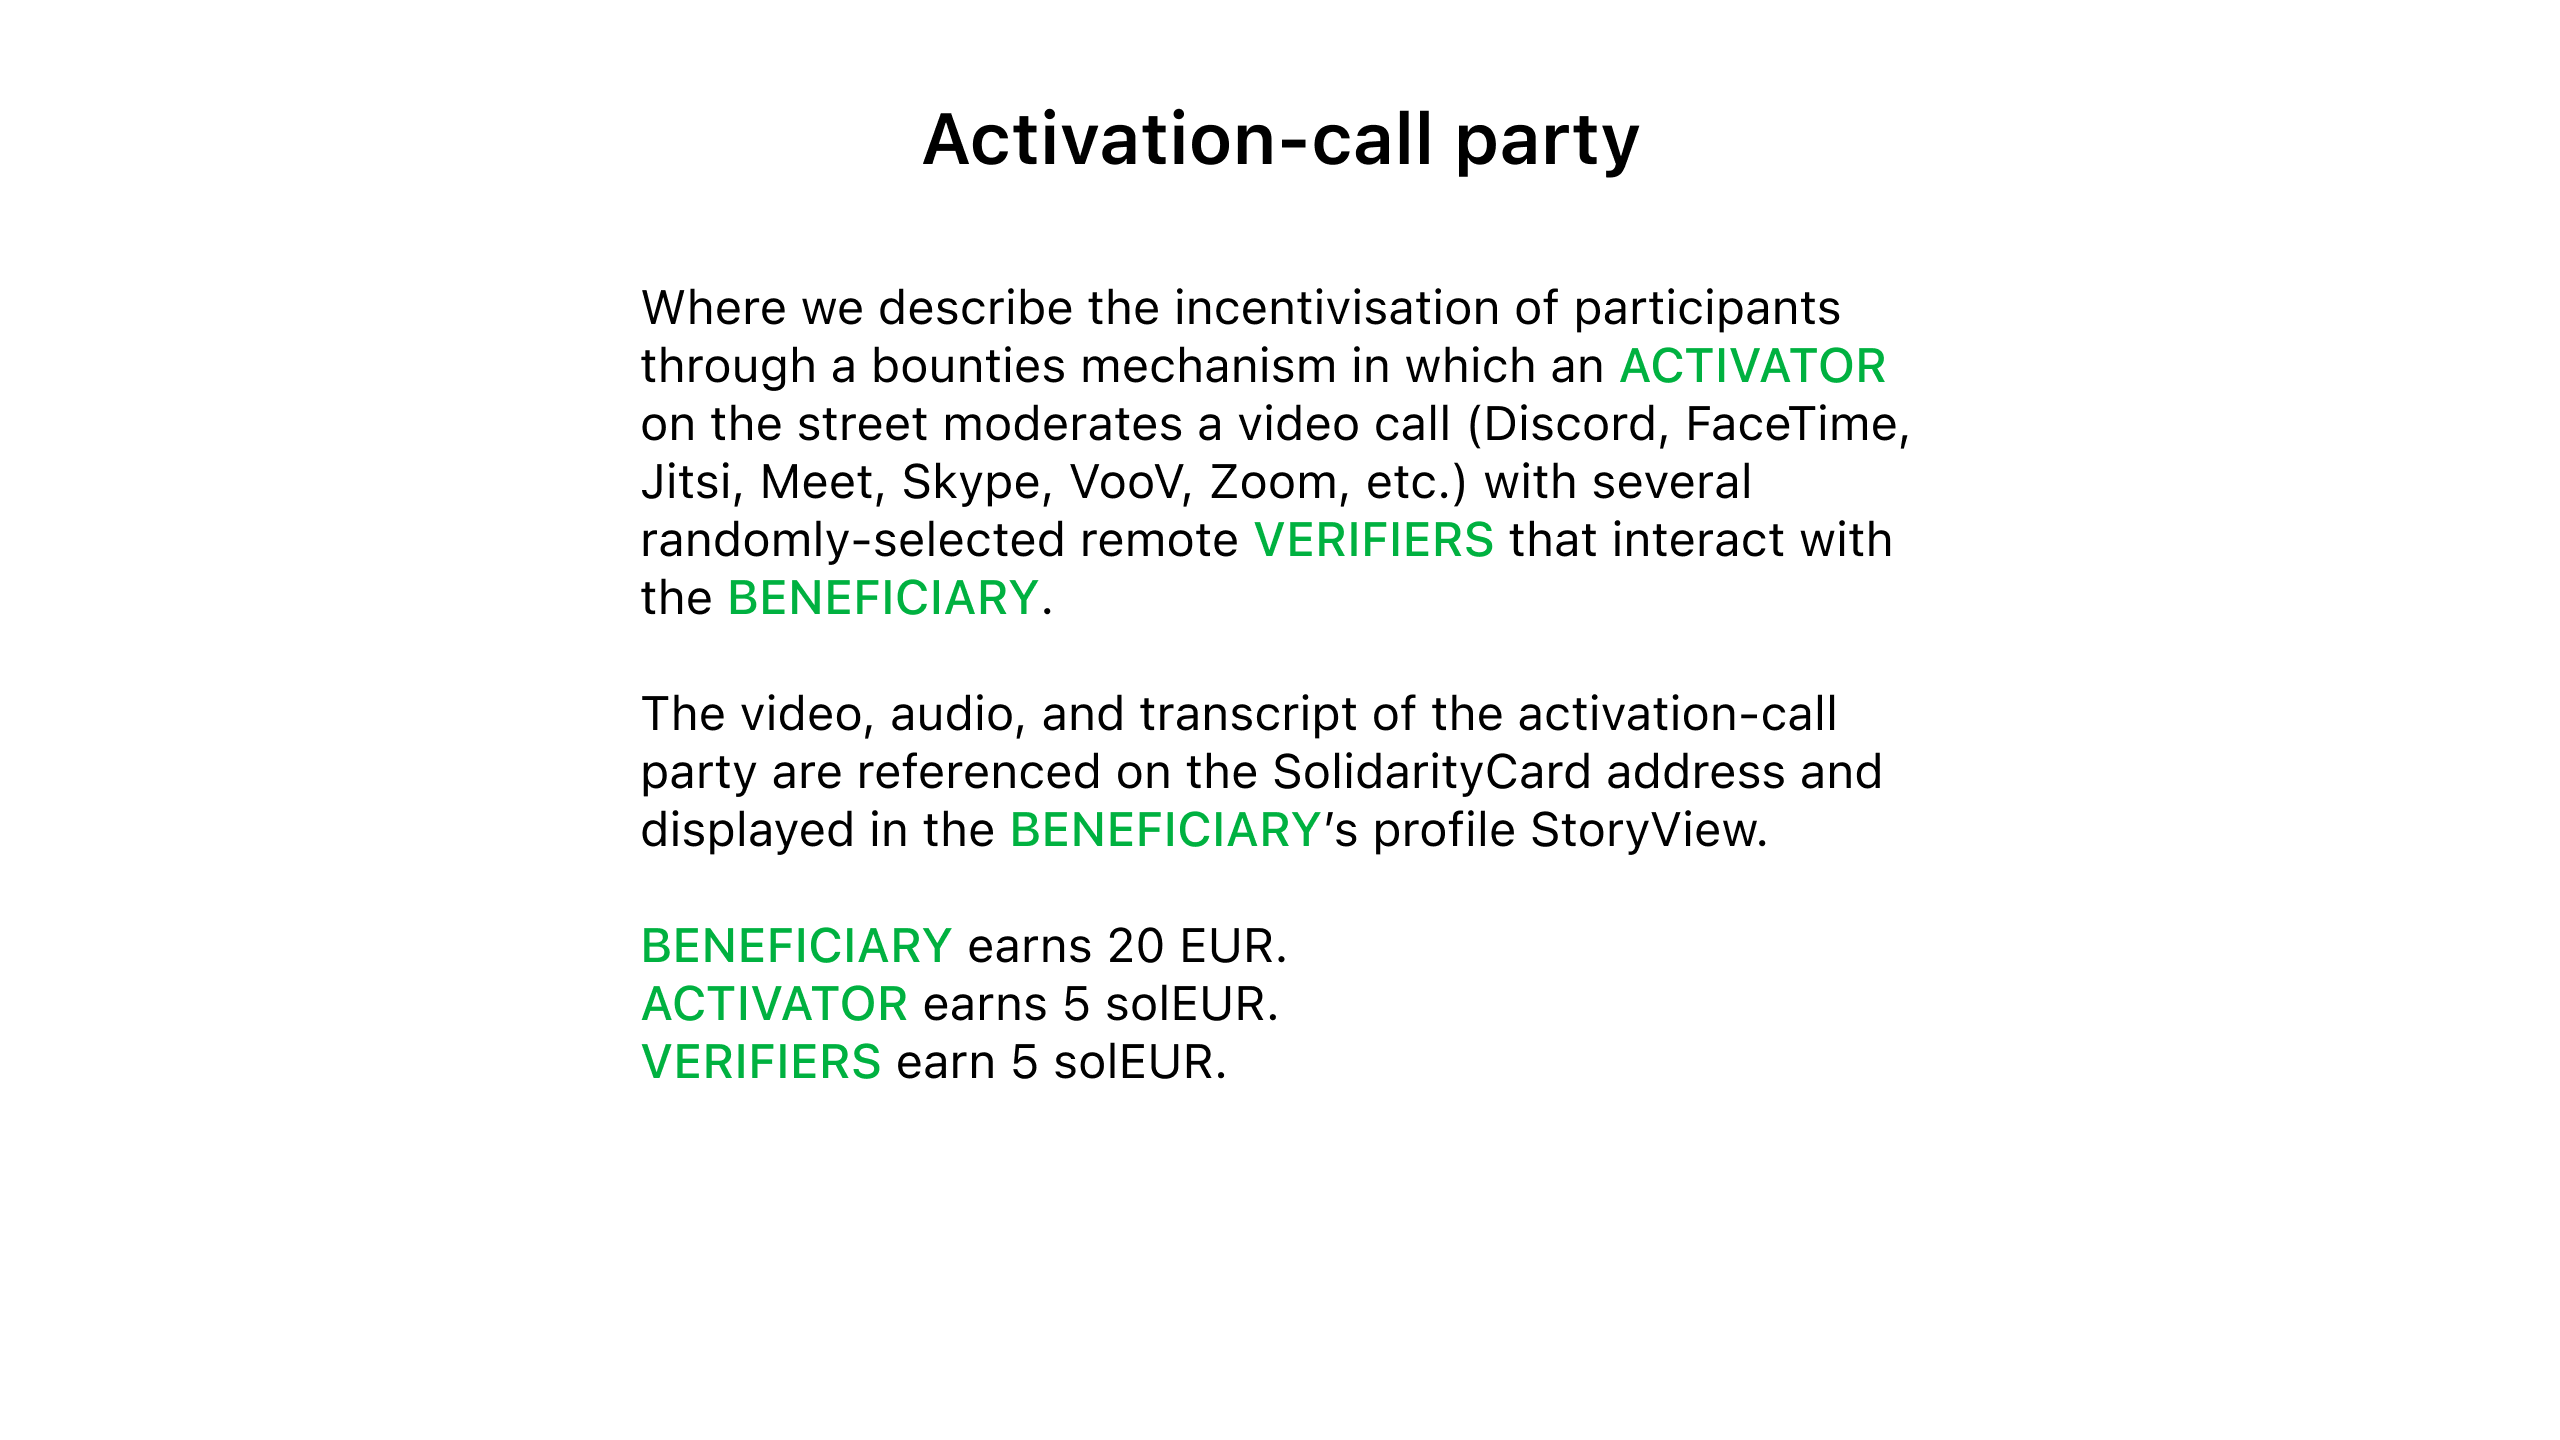 Activation-call party
Where we describe the incentivisation of participants
through a bounties mechanism in which an ACTIVATOR
on the street moderates a video call (Discord, FaceTime,
Jitsi, Meet, Skype, VooV, Zoom, etc.) with several
randomly-selected remote VERIFIERS that interact with
the BENEFICIARY.
The video, audio, and transcript of the activation-call
party are referenced on the SolidarityCard address and
displayed in the BENEFICIARY’s profile StoryView.
BENEFICIARY earns 20 EUR.
ACTIVATOR earns 5 solEUR.
VERIFIERS earn 5 solEUR.